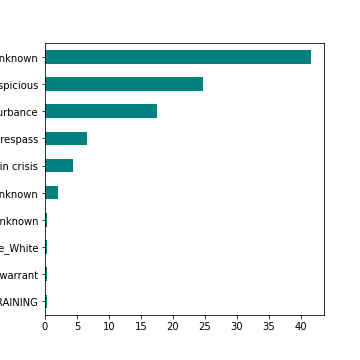 nknown
spicious
urbance
respass
in crisis
nknown
nknown
e_White
warrant
RAINING
0 5 10 15 20 25 30 35 40